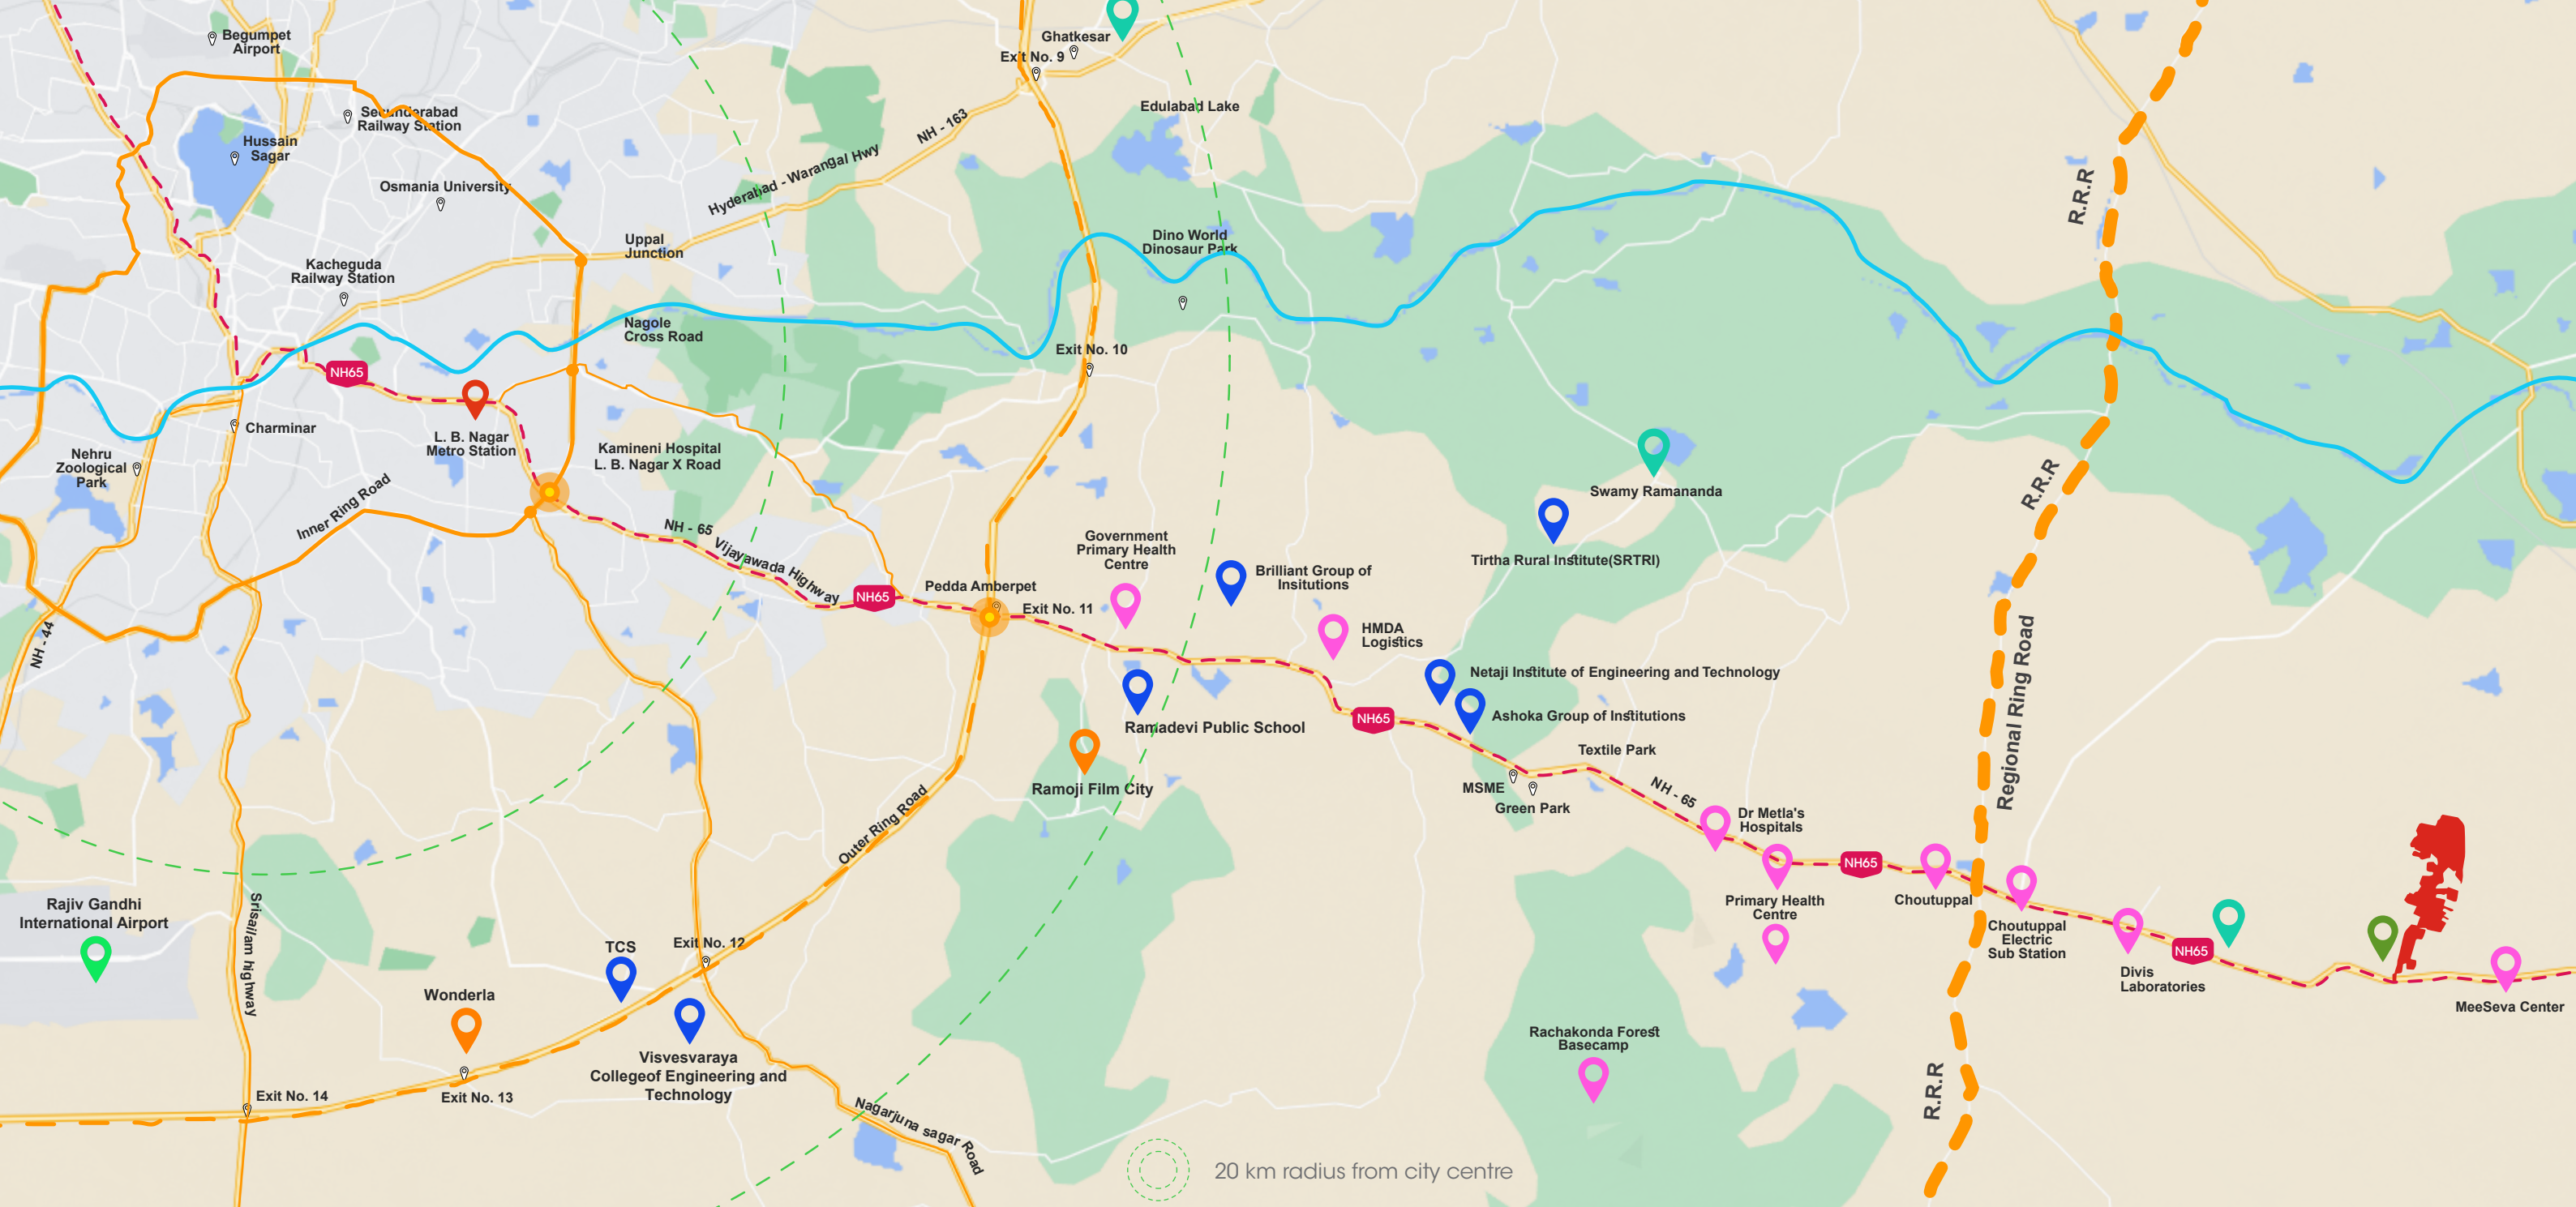 Begumpet
Airport
Ghatkesar
Exit No. 9
Secunderabad
Railway Station
Hussain
Sagar
NH - 163
Edulabad Lake
Osmania University
Hyderabad - Warangal Hwy
R.R.R
Uppal
Junction
Dino World
Dinosaur Park
Kacheguda
Railway Station
Nagole
Cross Road
Exit No. 10
NH65
Charminar
L. B. Nagar
Metro Station
Kamineni Hospital
L. B. Nagar X Road
Nehru
Zoological
Park
Inner Ring Road
Swamy Ramananda
R.R.R
NH - 65
Vijayawada Highway
Government
Primary Health
Centre
Tirtha Rural Institute(SRTRI)
Brilliant Group of
Insitutions
Pedda Amberpet
NH65
Exit No. 11
HMDA
Logistics
NH - 44
Netaji Institute of Engineering and Technology
Ashoka Group of Institutions
NH65
Ramadevi Public School
Regional Ring Road
Textile Park
MSME
Green Park
NH - 65
Ramoji Film City
Dr Metla's
Hospitals
Outer Ring Road
NH65
Primary Health
Centre
Choutuppal
Rajiv Gandhi
International Airport
Srisailam highway
TCS
Exit No. 12
Choutuppal
Electric
Sub Station
NH65
Divis
Laboratories
MeeSeva Center
Wonderla
Rachakonda Forest
Basecamp
Visvesvaraya
Collegeof Engineering and
Technology
Exit No. 14
Exit No. 13
R.R.R
Nagarjuna sagar Road
20 km radius from city centre